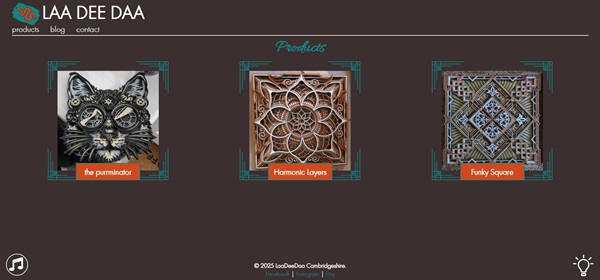 LAA DEE DAA
products blog contact
Products
the purrminator
Harmonic Layers
Funky Square
© 2025 LaaDeeDaa Cambridgeshire.
Facebook | Instagram | Etsy